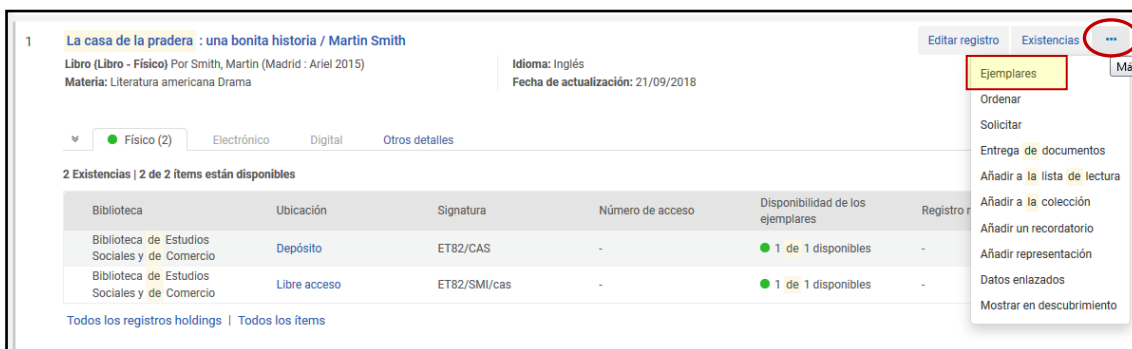 1 La casa de la pradera : una bonita historia / Martin Smith
Editar registro Existencias ···
Libro (Libro - Físico) Por Smith, Martin (Madrid : Ariel 2015)
Idioma: Inglés
Materia: Literatura americana Drama
Fecha de actualización: 21/09/2018
Má
Ejemplares
Ordenar
Solicitar
Entrega de documentos
Añadir a la lista de lectura
Añadir a la colección
Añadir un recordatorio
Añadir representación
Datos enlazados
Mostrar en descubrimiento
Físico (2) Electrónico Digital Otros detalles
2 Existencias | 2 de 2 ítems están disponibles
Biblioteca Ubicación Signatura Número de acceso Disponibilidad de los ejemplares Registro
Biblioteca de Estudios
Sociales y de Comercio
Depósito ET82/CAS - 1 de 1 disponibles -
Biblioteca de Estudios
Sociales y de Comercio
Libre acceso ET82/SMI/cas - 1 de 1 disponibles -
Todos los registros holdings | Todos los ítems